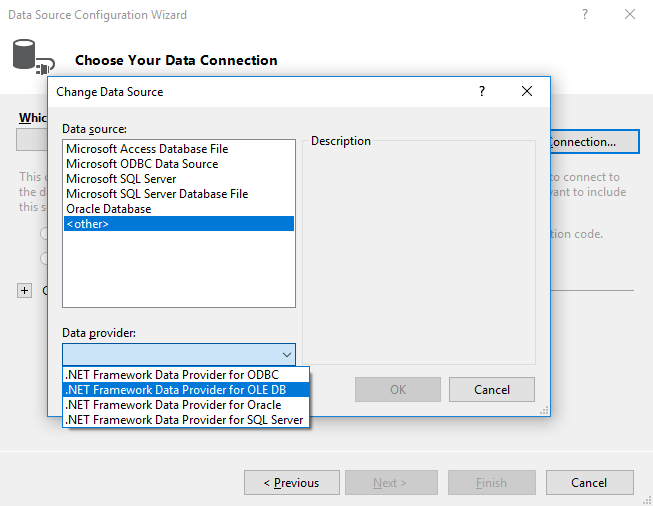 Data Source Configuration Wizard
?
Choose Your Data Connection
Change Data Source
?
Data source:
Microsoft Access Database File
Microsoft ODBC Data Source
Microsoft SQL Server
Microsoft SQL Server Database File
Oracle Database
<other>
Description
Data provider:
.NET Framework Data Provider for ODBC
.NET Framework Data Provider for OLE DB
.NET Framework Data Provider for Oracle
.NET Framework Data Provider for SQL Server
OK
Cancel
Whic
onnection...
This
to connect to
the d
vant to include
this s
tion code.
< Previous
Next >
Finish
Cancel